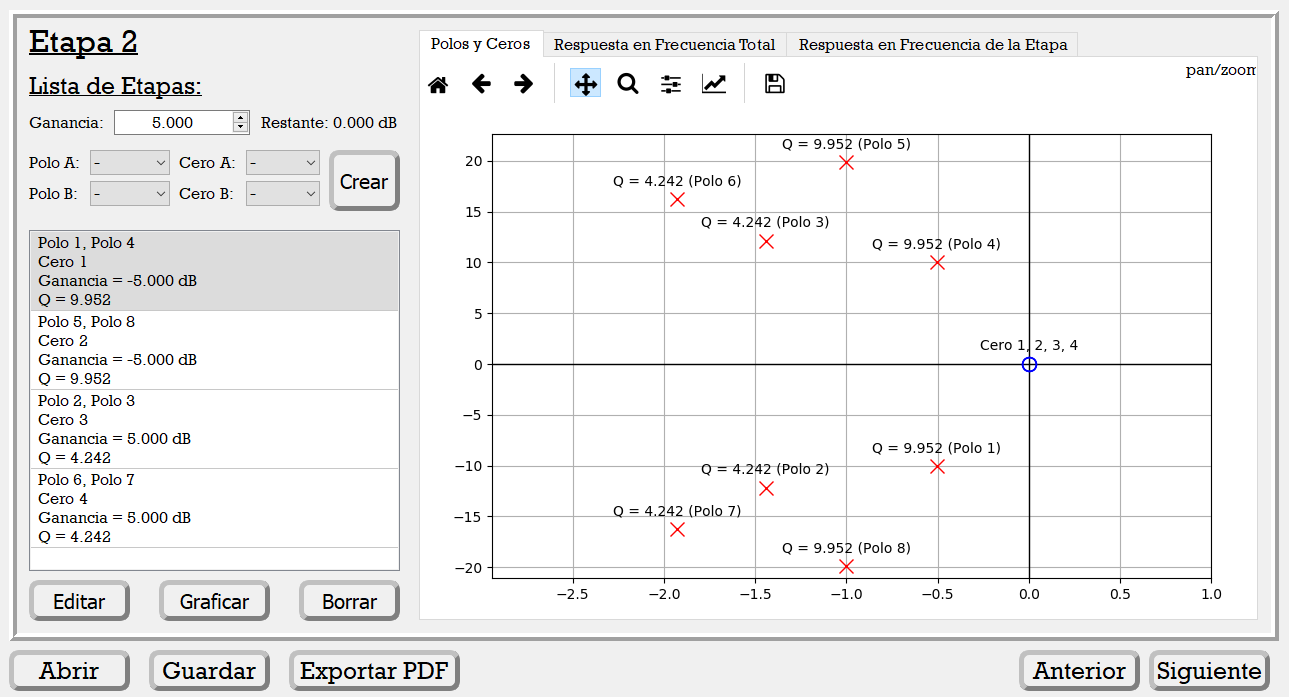 Etapa 2
Lista de Etapas:
Ganancia: 5.000 Restante: 0.000 dB
Polo A: - Cero A: -
Polo B: - Cero B: -
Crear
Polo 1, Polo 4
Cero 1
Ganancia = -5.000 dB
Q = 9.952
Polo 5, Polo 8
Cero 2
Ganancia = -5.000 dB
Q = 9.952
Polo 2, Polo 3
Cero 3
Ganancia = 5.000 dB
Q = 4.242
Polo 6, Polo 7
Cero 4
Ganancia = 5.000 dB
Q = 4.242
Editar Graficar Borrar
Polos y Ceros Respuesta en Frecuencia Total Respuesta en Frecuencia de la Etapa
pan/zoom
Q = 9.952 (Polo 5)
Q = 4.242 (Polo 6)
Q = 4.242 (Polo 3)
Q = 9.952 (Polo 4)
Cero 1, 2, 3, 4
Q = 9.952 (Polo 1)
Q = 4.242 (Polo 2)
Q = 4.242 (Polo 7)
Q = 9.952 (Polo 8)
20
15
10
5
0
−5
−10
−15
−20
−2.5 −2.0 −1.5 −1.0 −0.5 0.0 0.5 1.0
Abrir Guardar Exportar PDF Anterior Siguiente